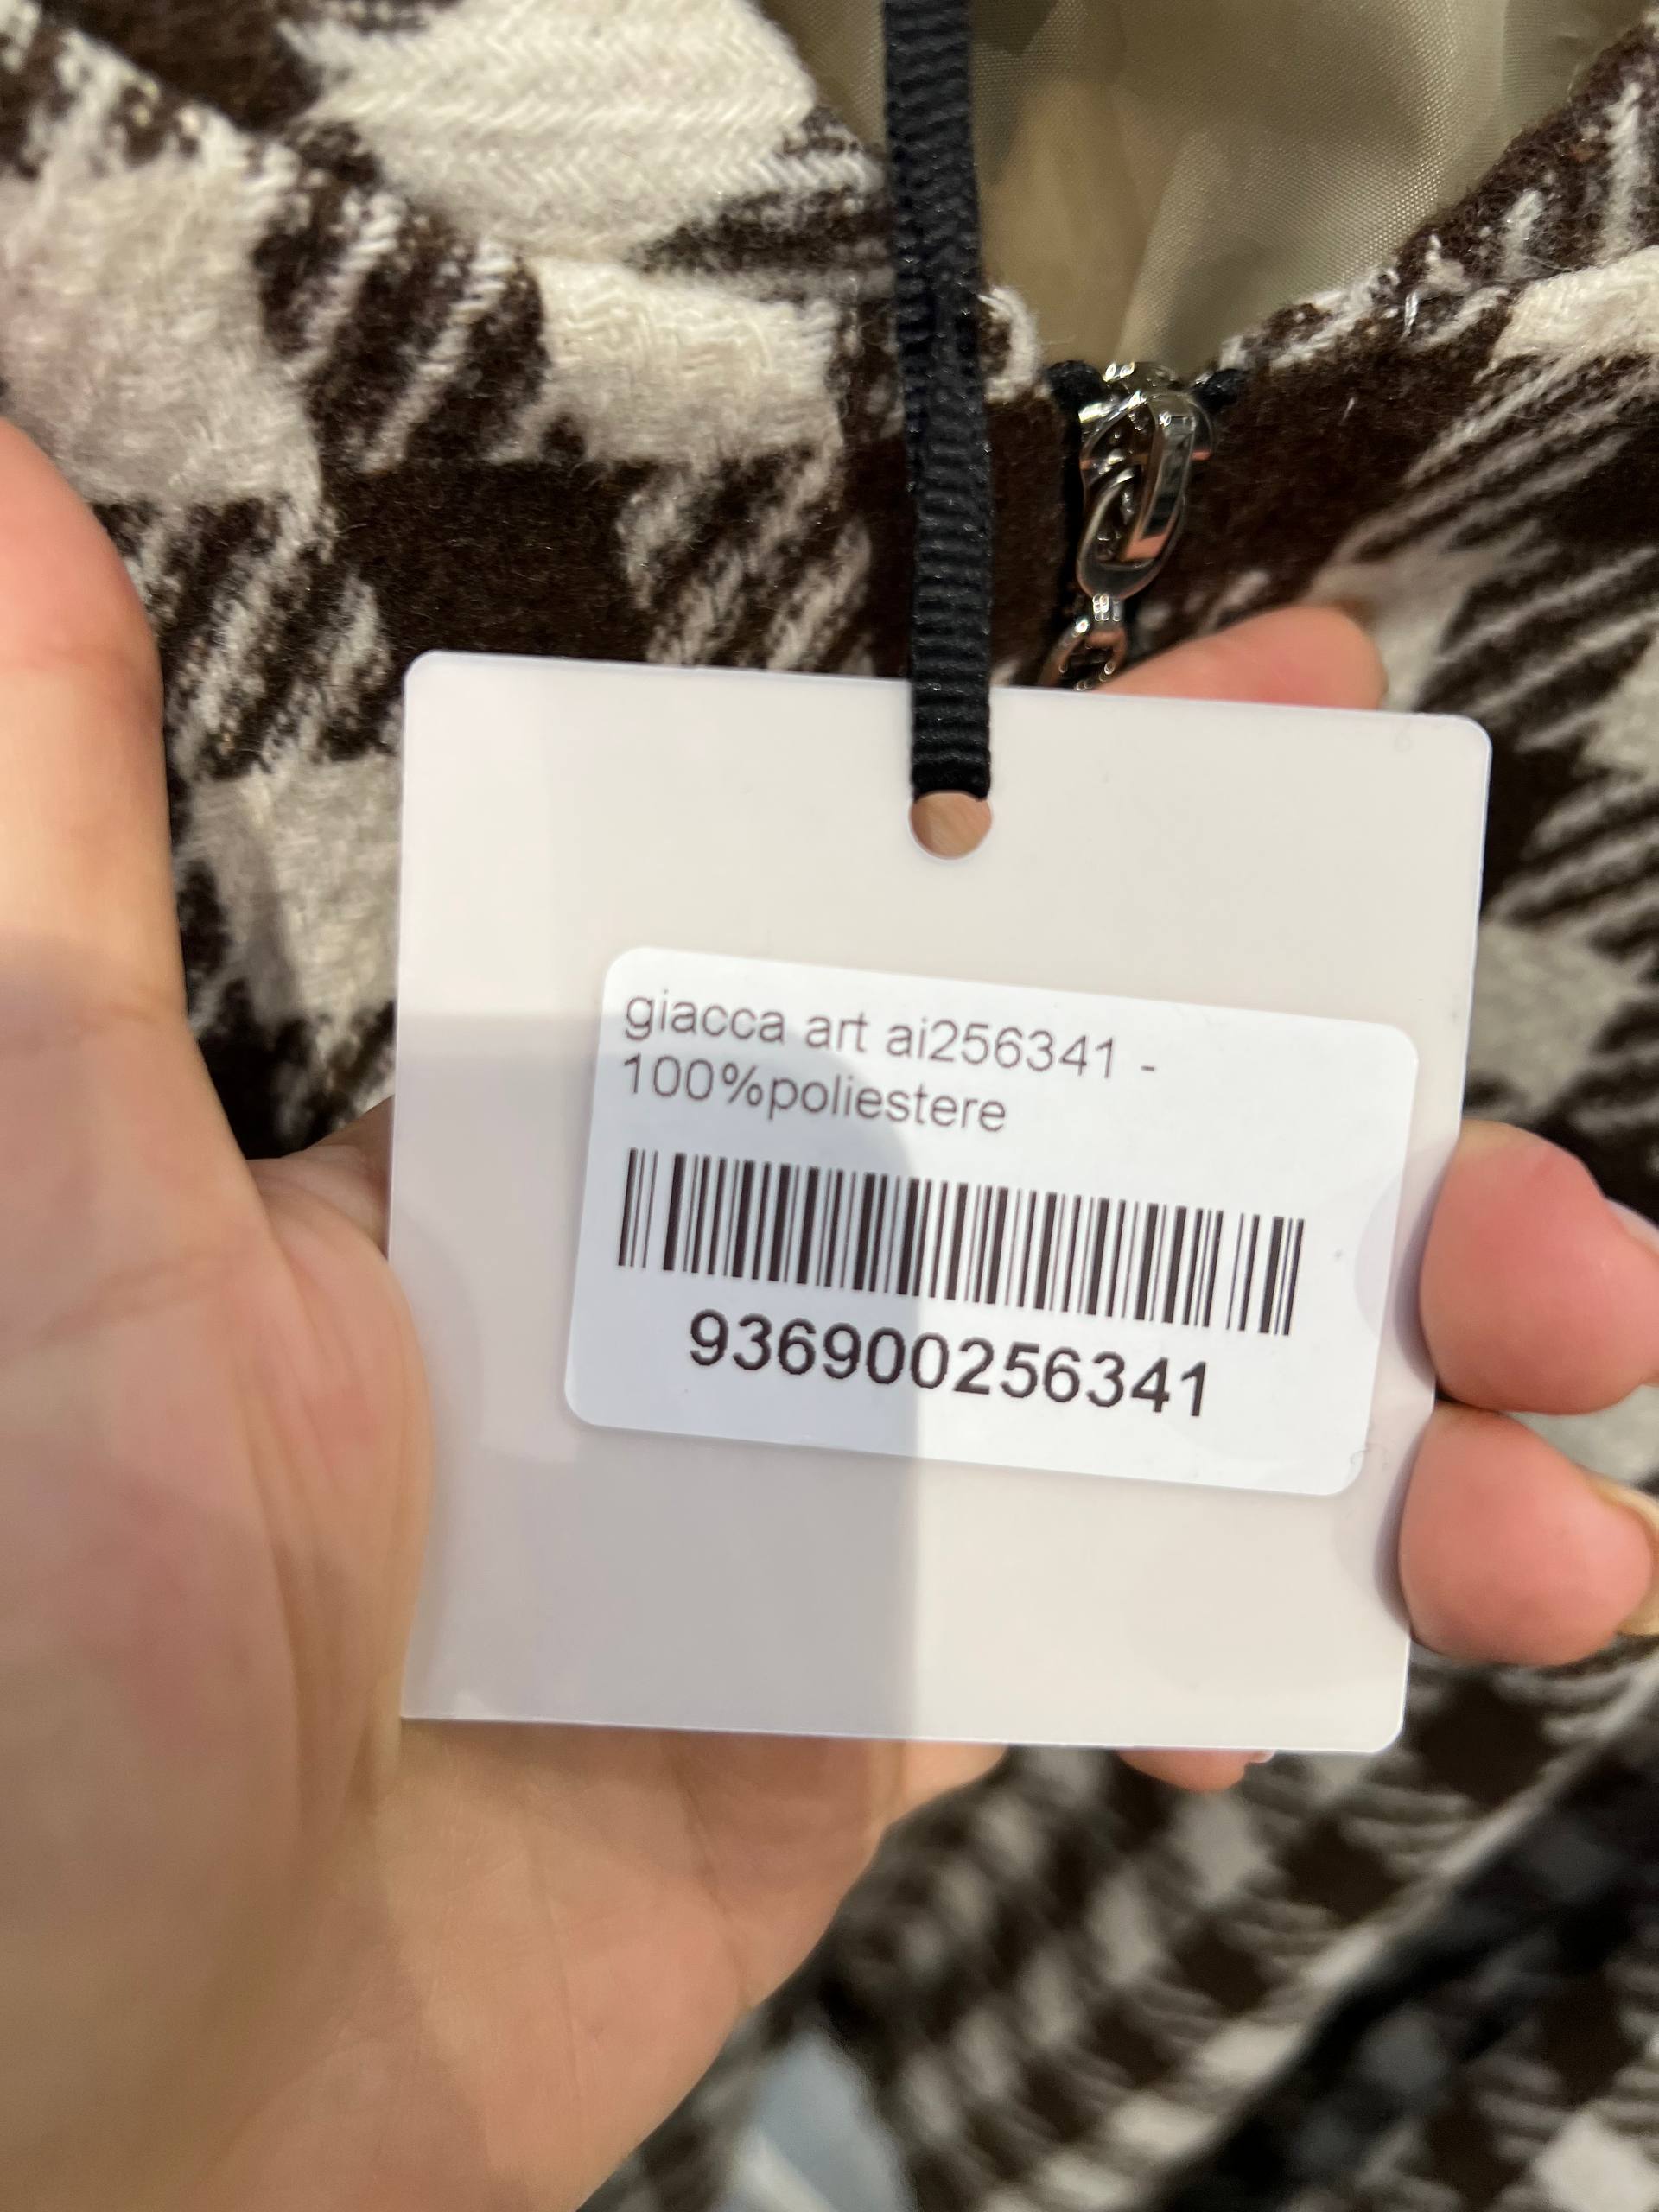 giacca art ai256341 -
100%poliestere
936900256341